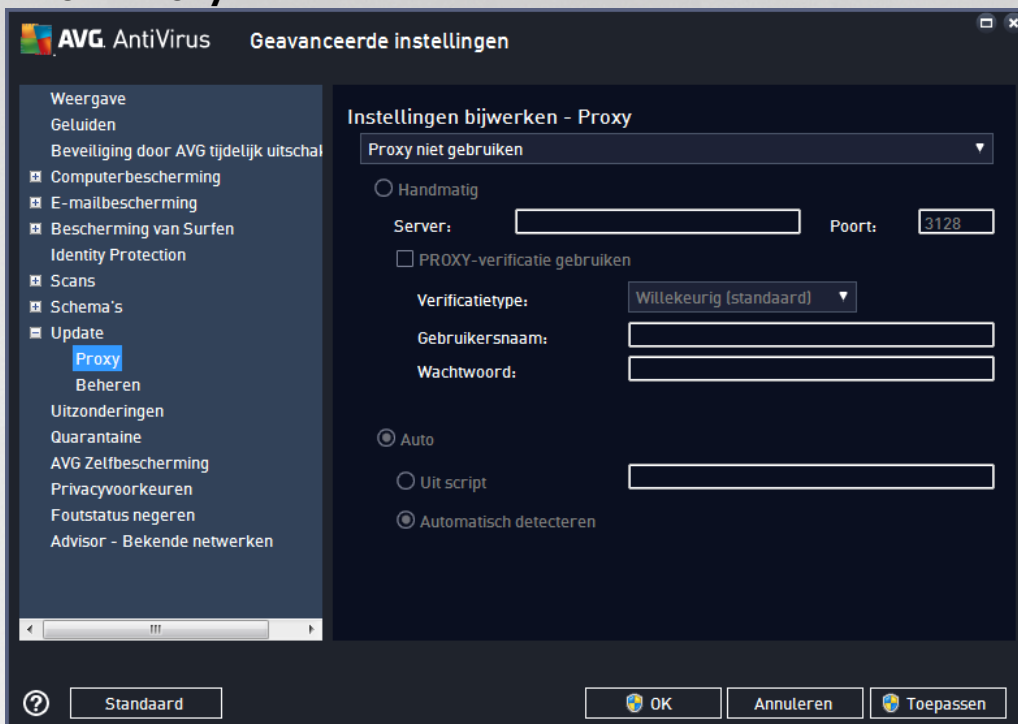 AVG AntiVirus Geavanceerde instellingen
Weergave
Geluiden
Beveiliging door AVG tijdelijk uitschak
Computerbescherming
E-mailbescherming
Bescherming van Surfen
Identity Protection
Scans
Schema's
Update
Proxy
Beheren
Uitzonderingen
Quarantaine
AVG Zelfbescherming
Privacyvoorkeuren
Foutstatus negeren
Advisor - Bekende netwerken
Instellingen bijwerken - Proxy
Proxy niet gebruiken
Handmatig
Server: Poort: 3128
PROXY-verificatie gebruiken
Verificatietype: Willekeurig (standaard)
Gebruikersnaam:
Wachtwoord:
Auto
Uit script
Automatisch detecteren
? Standaard OK Annuleren Toepassen